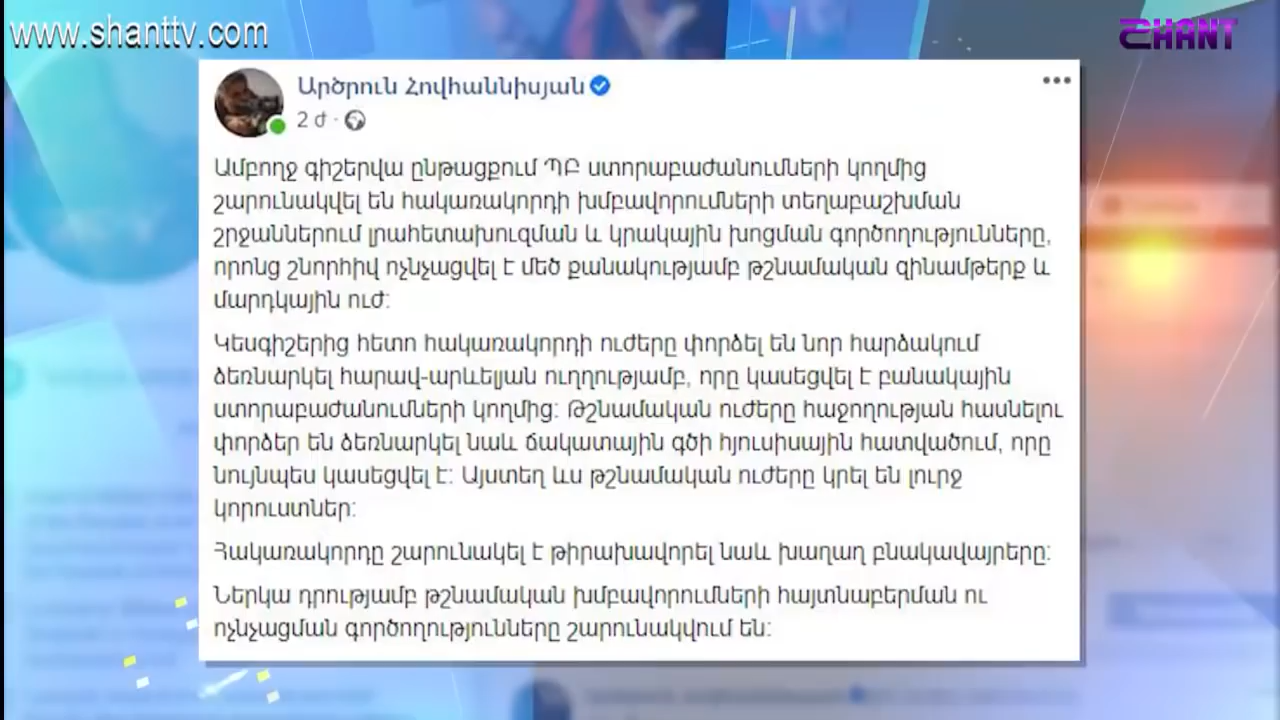 www.shanttv.com
SHANT
Արծրուն Հովհաննիսյան
2 ժ ·
Ամբողջ գիշերվա ընթացքում ՊԲ ստորաբաժանումների կողմից
շարունակվել են հակառակորդի խմբավորումների տեղաբաշխման
շրջաններում լրահետախուզման և կրակային խոցման գործողությունները,
որոնց շնորհիվ ոչնչացվել է մեծ քանակությամբ թշնամական զինամթերք և
մարդկային ուժ:
Կեսգիշերից հետո հակառակորդի ուժերը փորձել են նոր հարձակում
ձեռնարկել հարավ-արևելյան ուղղությամբ, որը կասեցվել է բանակային
ստորաբաժանումների կողմից: Թշնամական ուժերը հաջողության հասնելու
փորձեր են ձեռնարկել նաև ճակատային գծի հյուսիսային հատվածում, որը
նույնպես կասեցվել է: Այստեղ ևս թշնամական ուժերը կրել են լուրջ
կորուստներ:
Հակառակորդը շարունակել է թիրախավորել նաև խաղաղ բնակավայրերը:
Ներկա դրությամբ թշնամական խմբավորումների հայտնաբերման ու
ոչնչացման գործողությունները շարունակվում են: